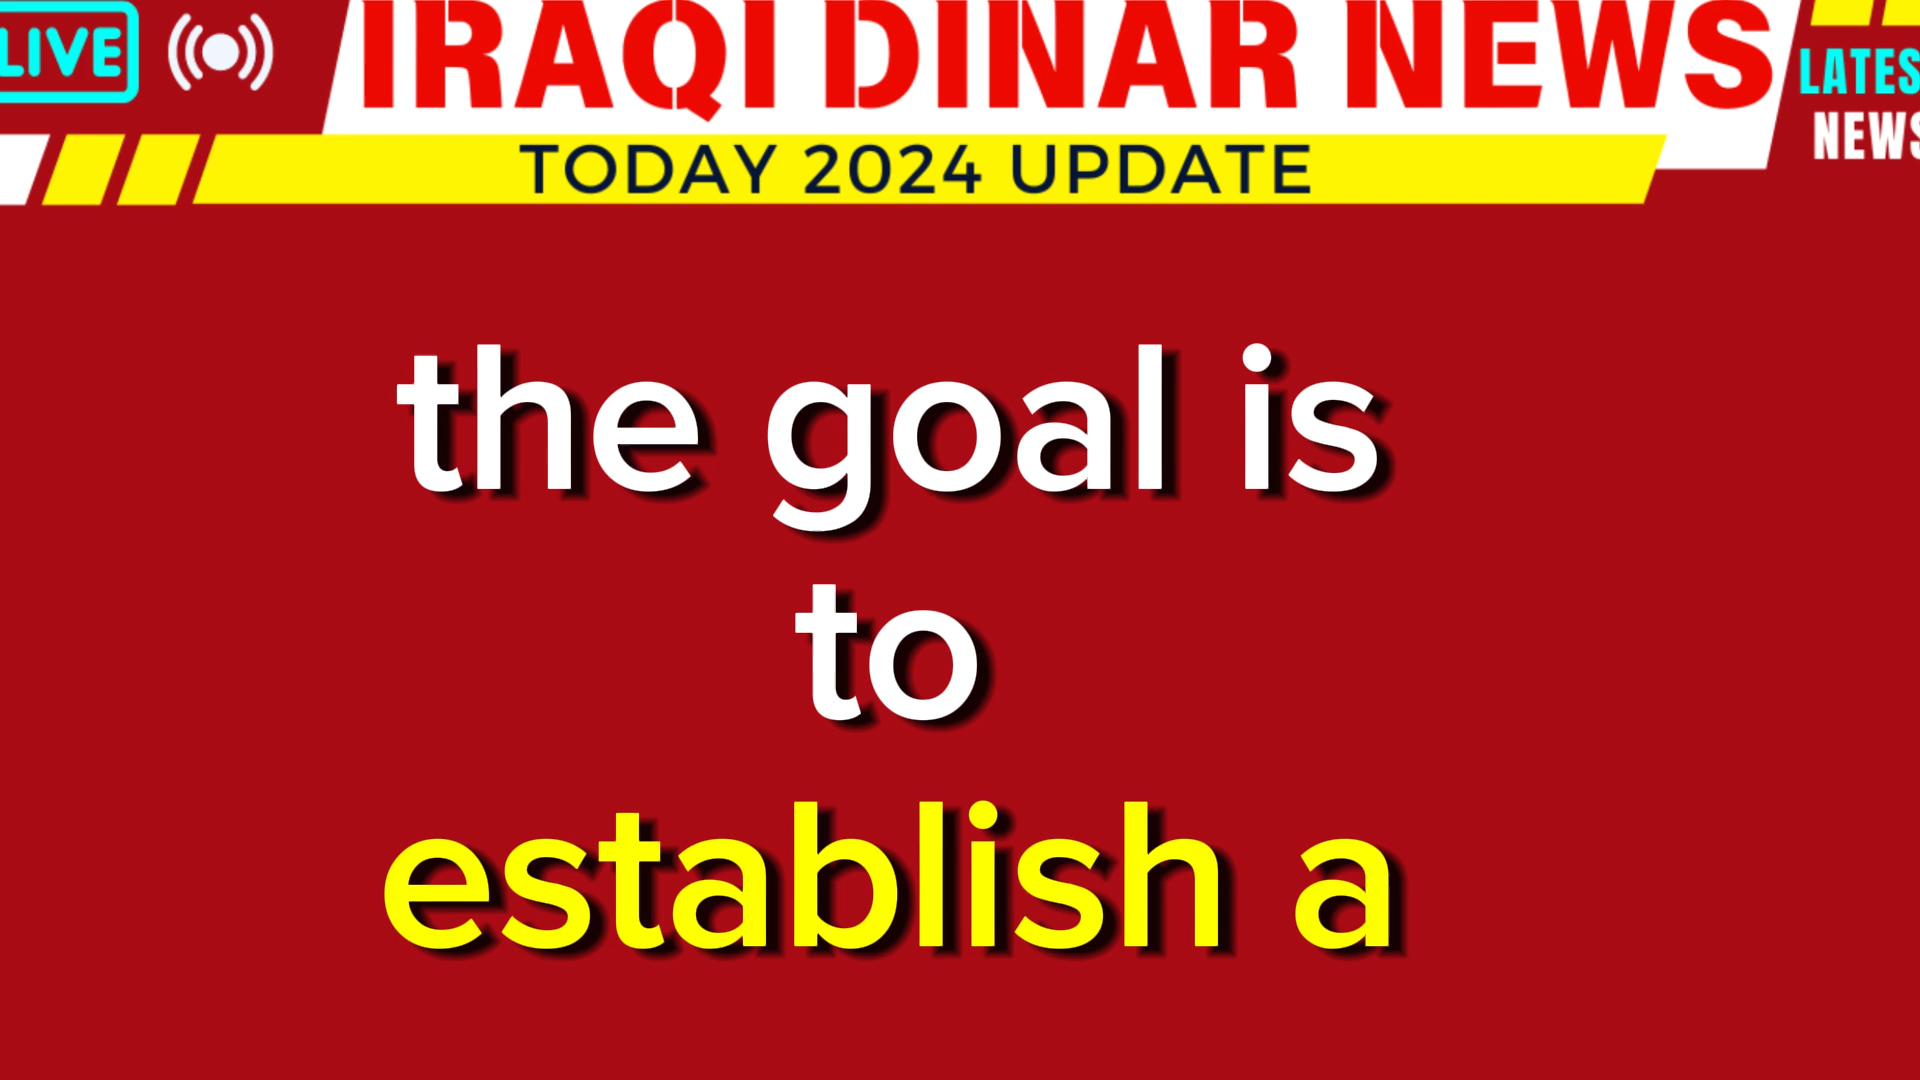 LIVE
IRAQI DINAR NEWS
LATES
NEWS
TODAY 2024 UPDATE
the goal is
to
establish a